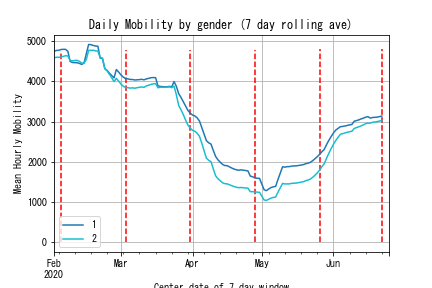 Daily Mobility by gender (7 day rolling ave)
5000
4000
3000
2000
1000
0
Mean Hourly Mobility
1
2
Feb Mar Apr May Jun
2020
Center date of 7 day window